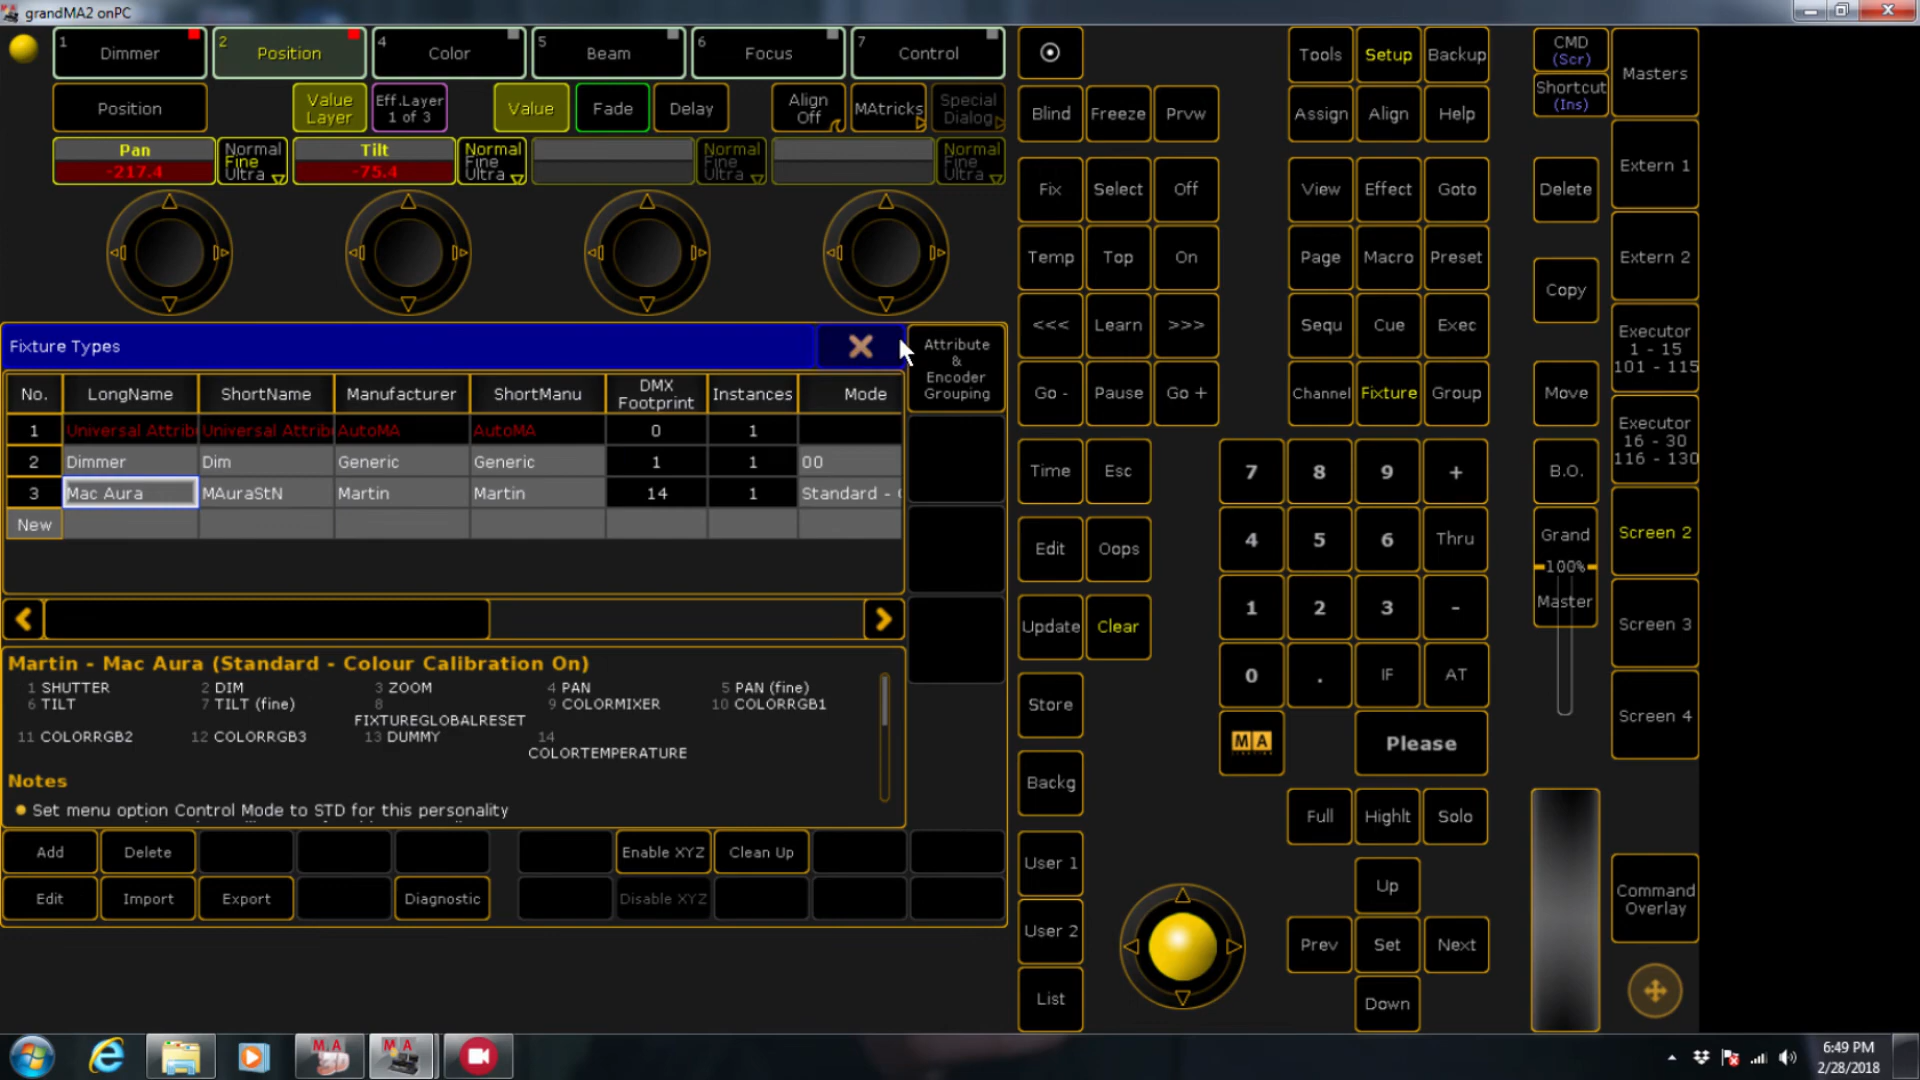 grandMA2 onPC
1 Dimmer
2 Position
4 Color
5 Beam
6 Focus
7 Control
Position
Value Layer
Eff.Layer 1 of 3
Value
Fade
Delay
Align Off
MAtricks
Special Dialog
Pan
-217.4
Normal
Fine
Ultra
Tilt
-75.4
Normal
Fine
Ultra
Normal
Fine
Ultra
Normal
Fine
Ultra
Fixture Types
Attribute
&
Encoder
Grouping
No. LongName ShortName Manufacturer ShortManu DMX Footprint Instances Mode
1 Universal Attrib Universal Attrib AutoMA AutoMA 0 1
2 Dimmer Dim Generic Generic 1 1 00
3 Mac Aura MAuraStN Martin Martin 14 1 Standard -
New
Martin - Mac Aura (Standard - Colour Calibration On)
1 SHUTTER 2 DIM 3 ZOOM 4 PAN 5 PAN (fine)
6 TILT 7 TILT (fine) 8 FIXTUREGLOBALRESET 9 COLORMIXER 10 COLORRGB1
11 COLORRGB2 12 COLORRGB3 13 DUMMY 14 COLORTEMPERATURE
Notes
Set menu option Control Mode to STD for this personality
Add Delete Enable XYZ Clean Up
Edit Import Export Diagnostic Disable XYZ
Tools Setup Backup
Blind Freeze Prvw Assign Align Help
Fix Select Off View Effect Goto
Temp Top On Page Macro Preset
<<< Learn >>> Sequ Cue Exec
Go - Pause Go + Channel Fixture Group
Time Esc 7 8 9 +
Edit Oops 4 5 6 Thru
Update Clear 1 2 3 -
Store 0 . IF AT
MA Please
Backg
Full Highlt Solo
User 1
Up
User 2 Prev Set Next
List Down
CMD
(Scr)
Shortcut
(Ins)
Delete
Copy
Move
B.O.
Grand
100%
Master
Masters
Extern 1
Extern 2
Executor
1 - 15
101 - 115
Executor
16 - 30
116 - 130
Screen 2
Screen 3
Screen 4
Command
Overlay
MA MA
6:49 PM
2/28/2018